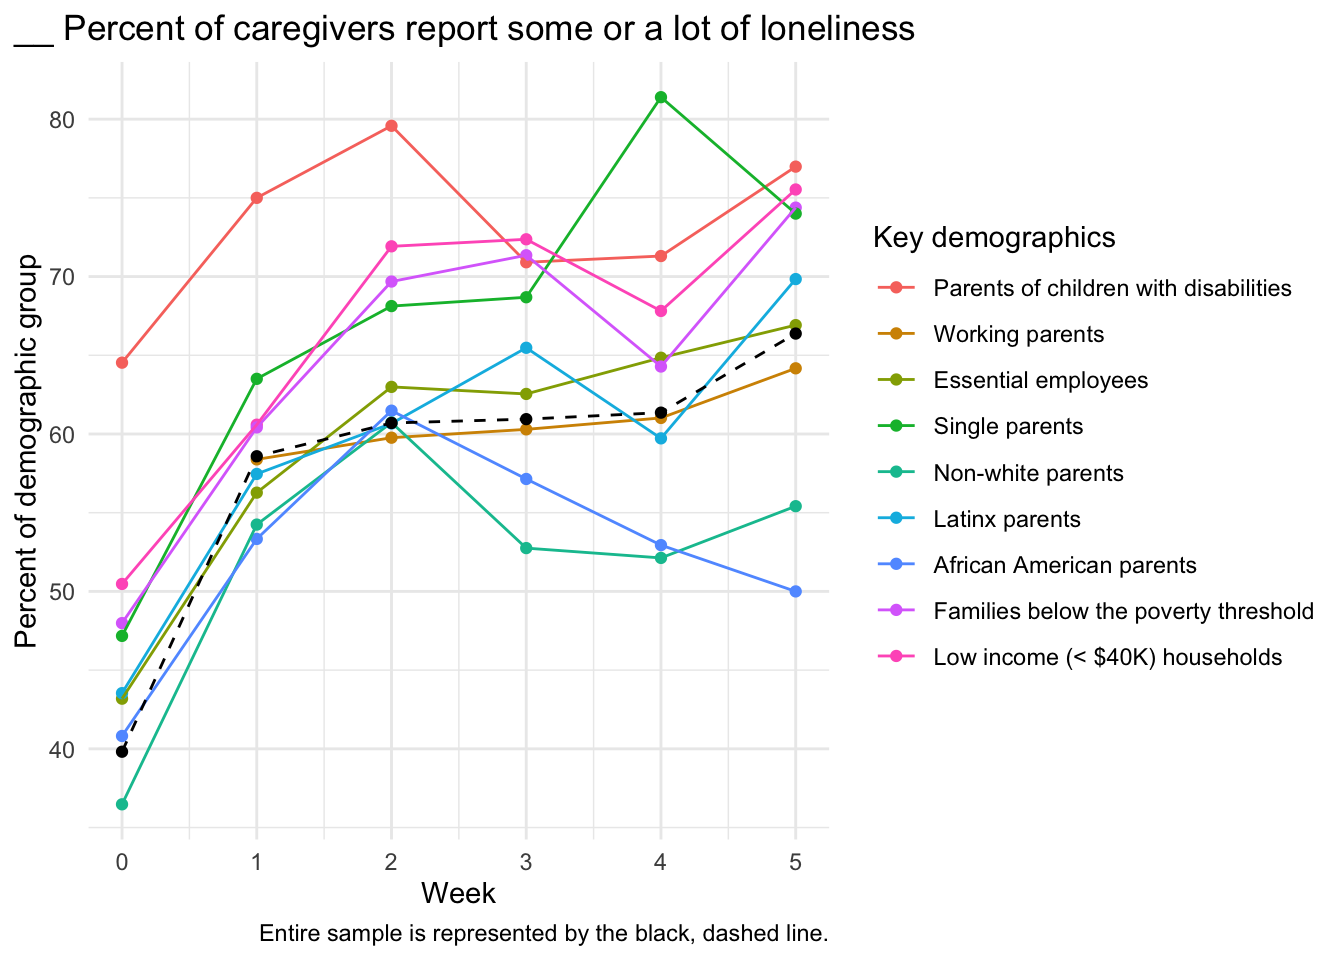 __ Percent of caregivers report some or a lot of loneliness
Percent of demographic group
80
70
60
50
40
0 1 2 3 4 5
Week
Entire sample is represented by the black, dashed line.
Key demographics
Parents of children with disabilities
Working parents
Essential employees
Single parents
Non-white parents
Latinx parents
African American parents
Families below the poverty threshold
Low income (< $40K) households